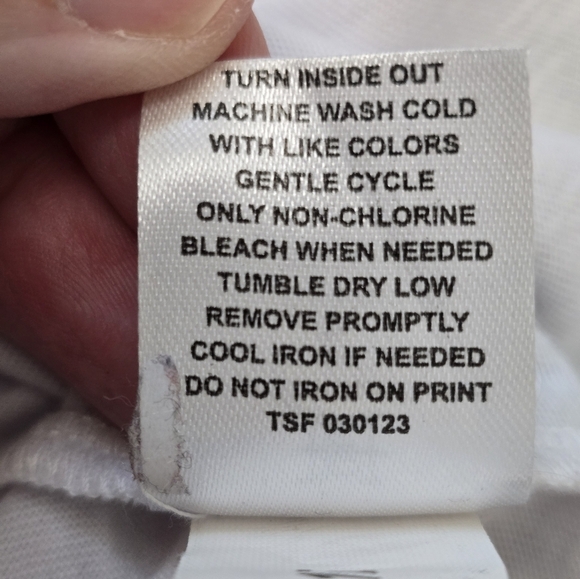 TURN INSIDE OUT
MACHINE WASH COLD
WITH LIKE COLORS
GENTLE CYCLE
ONLY NON-CHLORINE
BLEACH WHEN NEEDED
TUMBLE DRY LOW
REMOVE PROMPTLY
COOL IRON IF NEEDED
DO NOT IRON ON PRINT
TSF 030123